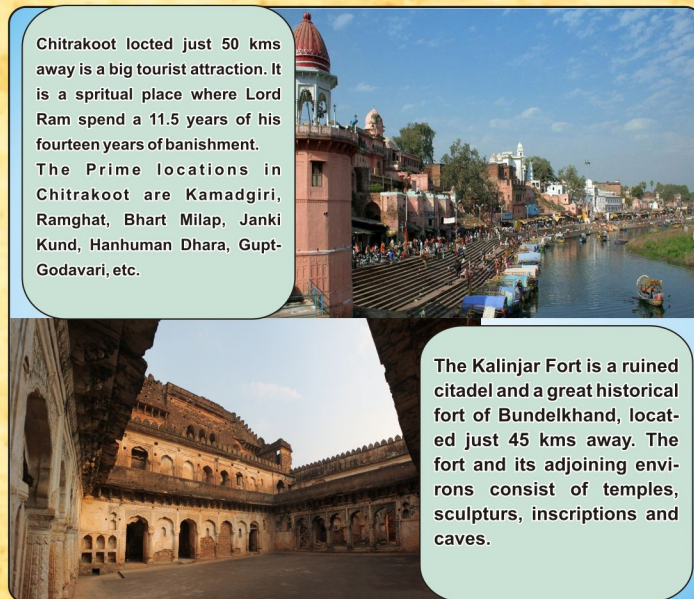 Chitrakoot locted just 50 kms
away is a big tourist attraction. It
is a spritual place where Lord
Ram spend a 11.5 years of his
fourteen years of banishment.
The Prime locations in
Chitrakoot are Kamadgiri,
Ramghat, Bhart Milap, Janki
Kund, Hanhuman Dhara, Gupt-
Godavari, etc.
The Kalinjar Fort is a ruined
citadel and a great historical
fort of Bundelkhand, locat-
ed just 45 kms away. The
fort and its adjoining envi-
rons consist of temples,
sculpturs, inscriptions and
caves.